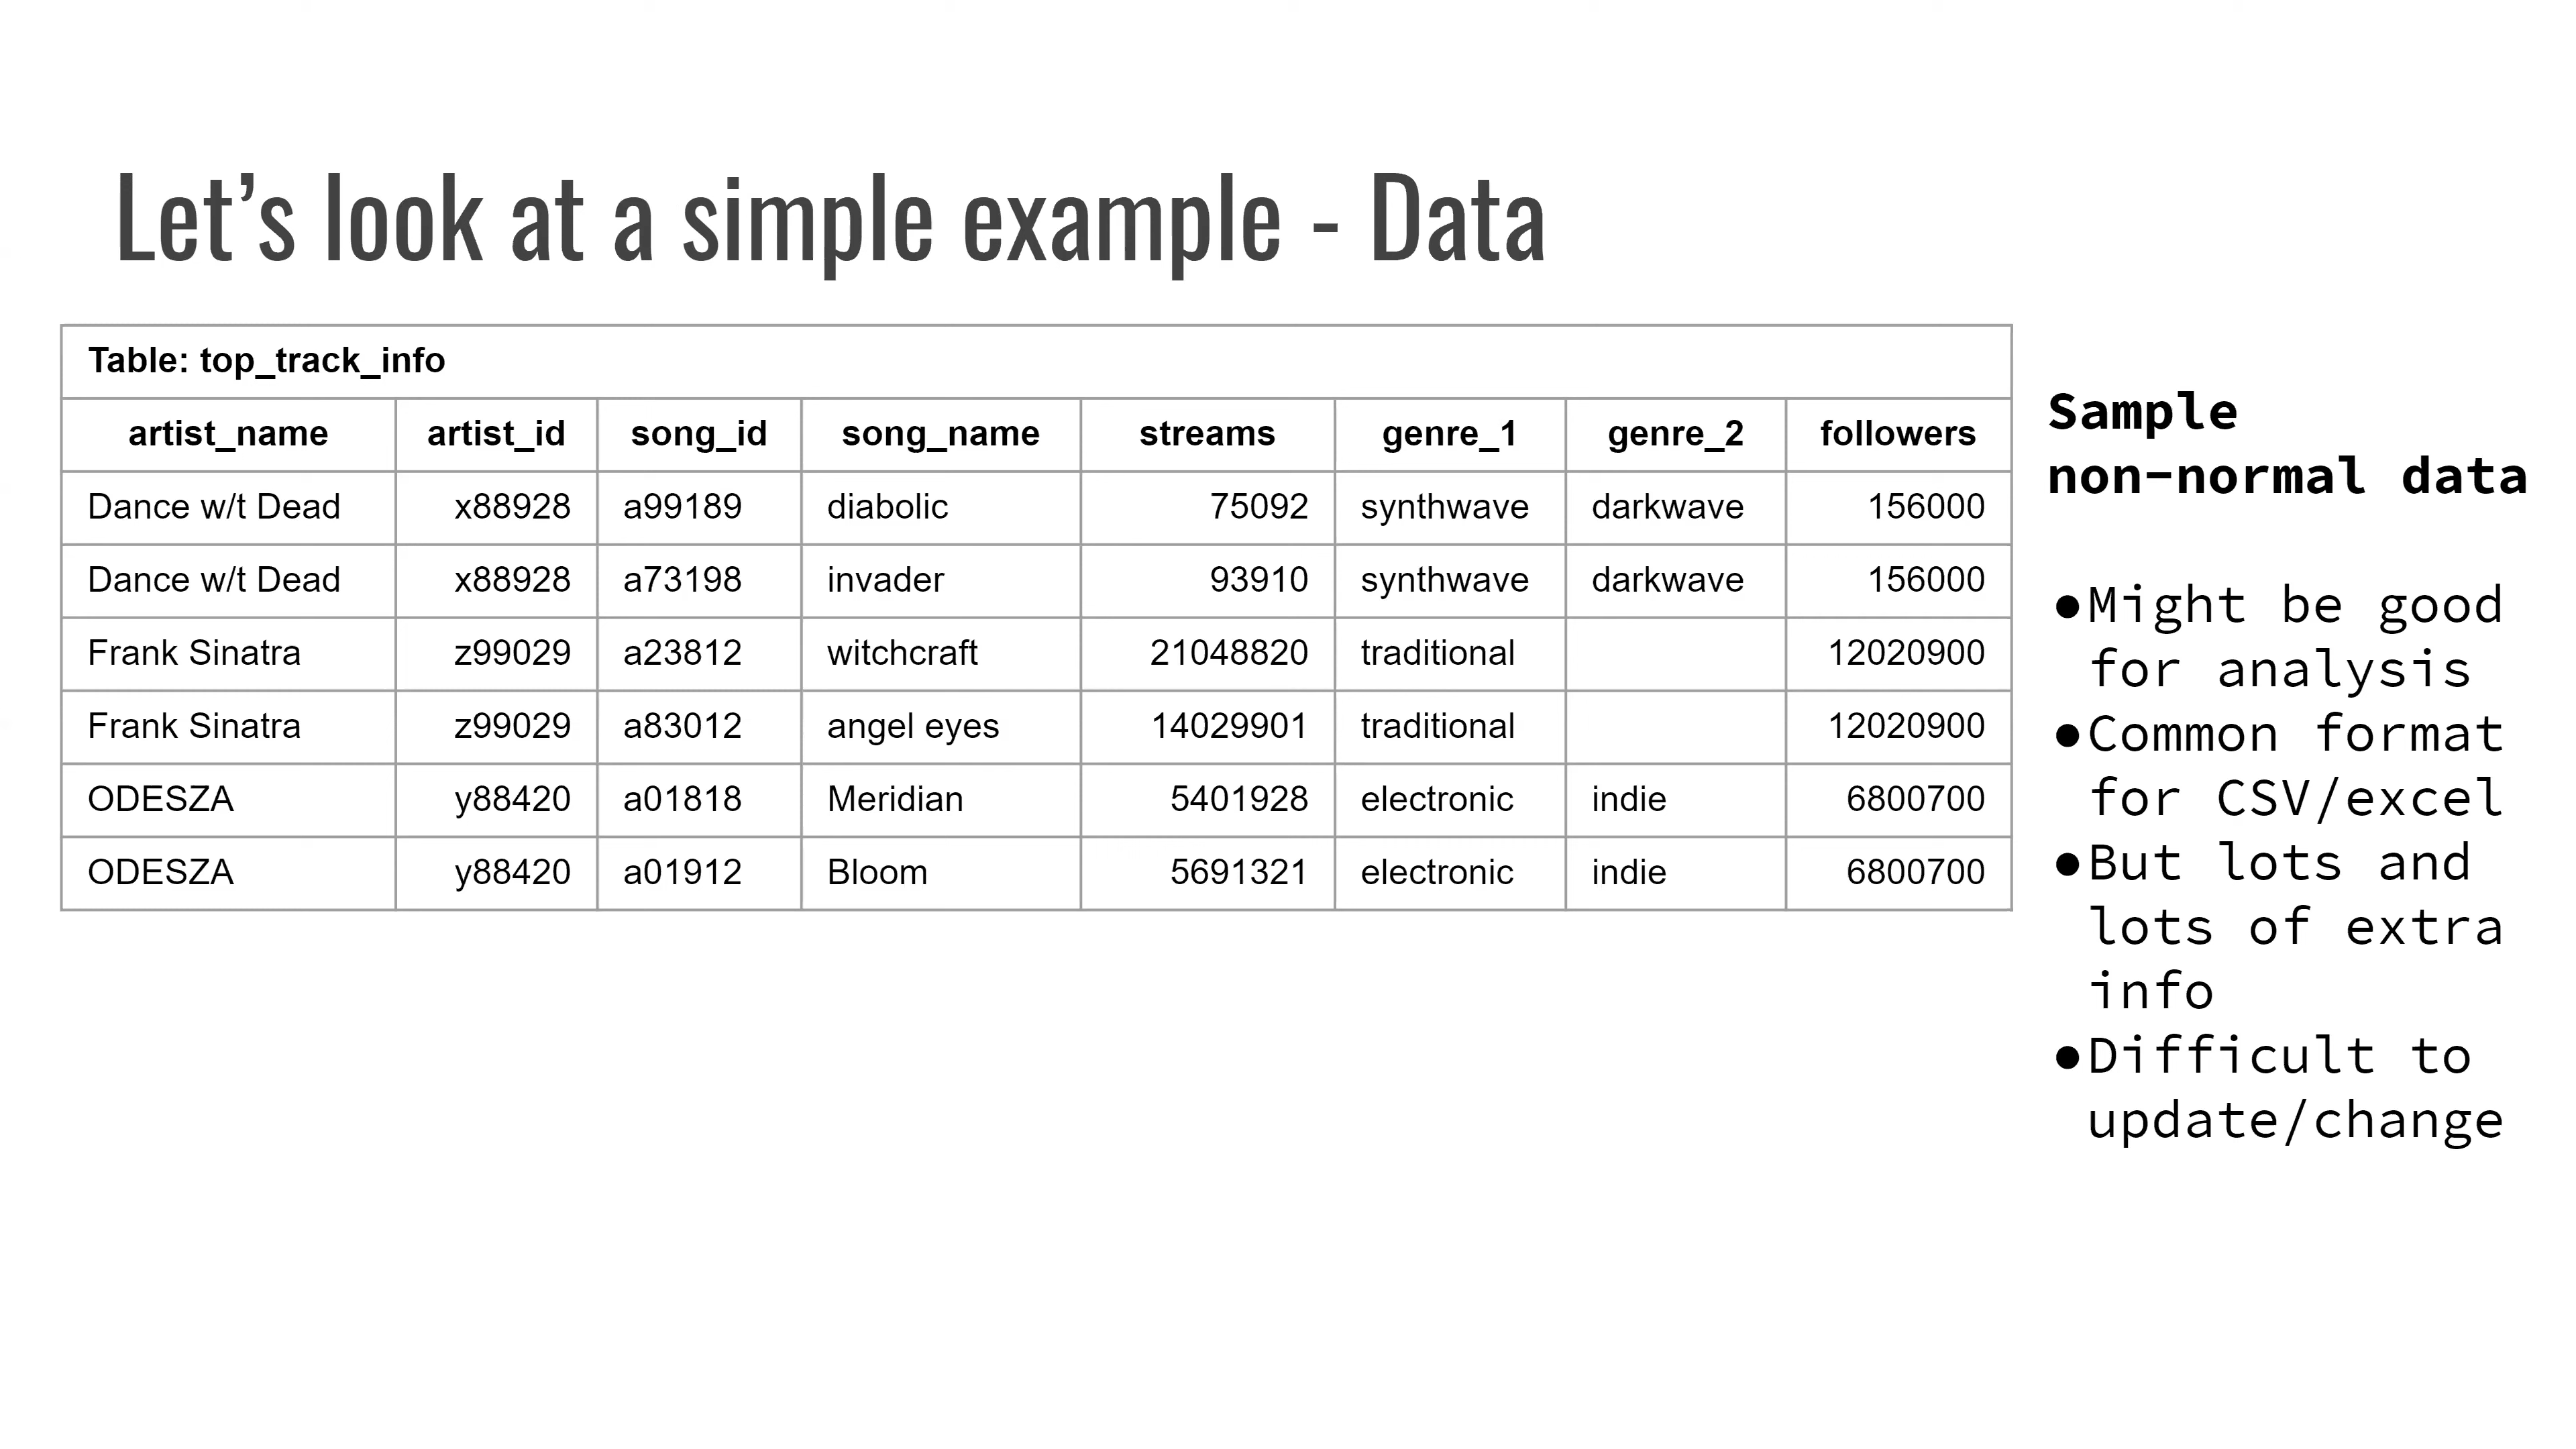 Let’s look at a simple example - Data
Table: top_track_info
artist_name artist_id song_id song_name streams genre_1 genre_2 followers
Dance w/t Dead x88928 a99189 diabolic 75092 synthwave darkwave 156000
Dance w/t Dead x88928 a73198 invader 93910 synthwave darkwave 156000
Frank Sinatra z99029 a23812 witchcraft 21048820 traditional 12020900
Frank Sinatra z99029 a83012 angel eyes 14029901 traditional 12020900
ODESZA y88420 a01818 Meridian 5401928 electronic indie 6800700
ODESZA y88420 a01912 Bloom 5691321 electronic indie 6800700
Sample
non-normal data
●Might be good
for analysis
●Common format
for CSV/excel
●But lots and
lots of extra
info
●Difficult to
update/change